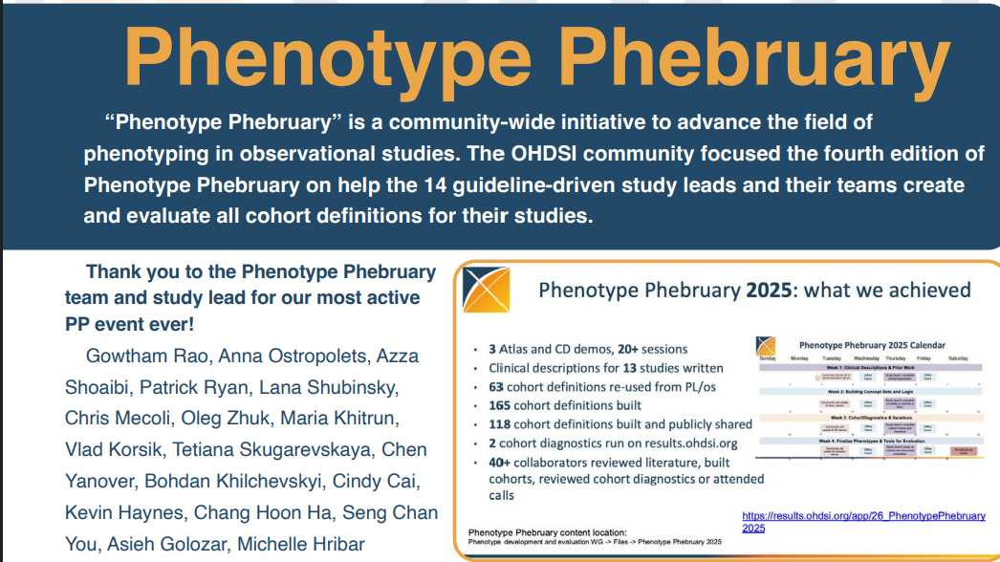 Phenotype Phebruary
“Phenotype Phebruary” is a community-wide initiative to advance the field of
phenotyping in observational studies. The OHDSI community focused the fourth edition of
Phenotype Phebruary on help the 14 guideline-driven study leads and their teams create
and evaluate all cohort definitions for their studies.
Thank you to the Phenotype Phebruary
team and study lead for our most active
PP event ever!
Gowtham Rao, Anna Ostropolets, Azza
Shoaibi, Patrick Ryan, Lana Shubinsky,
Chris Mecoli, Oleg Zhuk, Maria Khitrun,
Vlad Korsik, Tetiana Skugarevskaya, Chen
Yanover, Bohdan Khilchevskyi, Cindy Cai,
Kevin Haynes, Chang Hoon Ha, Seng Chan
You, Asieh Golozar, Michelle Hribar
Phenotype Phebruary 2025: what we achieved
• 3 Atlas and CD demos, 20+ sessions
• Clinical descriptions for 13 studies written
• 63 cohort definitions re-used from PL/os
• 165 cohort definitions built
• 118 cohort definitions built and publicly shared
• 2 cohort diagnostics run on results.ohdsi.org
• 40+ collaborators reviewed literature, built
cohorts, reviewed cohort diagnostics or attended
calls
Phenotype Phebruary 2025 Calendar
Sunday Monday Tuesday Wednesday Thursday Friday Saturday
Week 1: Clinical Descriptions & Prior Work
Week 2: Building Concept Sets and Logic
Week 3: CohortDiagnostics & Iterations
Week 4: Finalize Phenotypes & Tools for Evaluation
https://results.ohdsi.org/app/26_PhenotypePhebruary
2025
Phenotype Phebruary content location:
Phenotype development and evaluation WG -> Files -> Phenotype Phebruary 2025